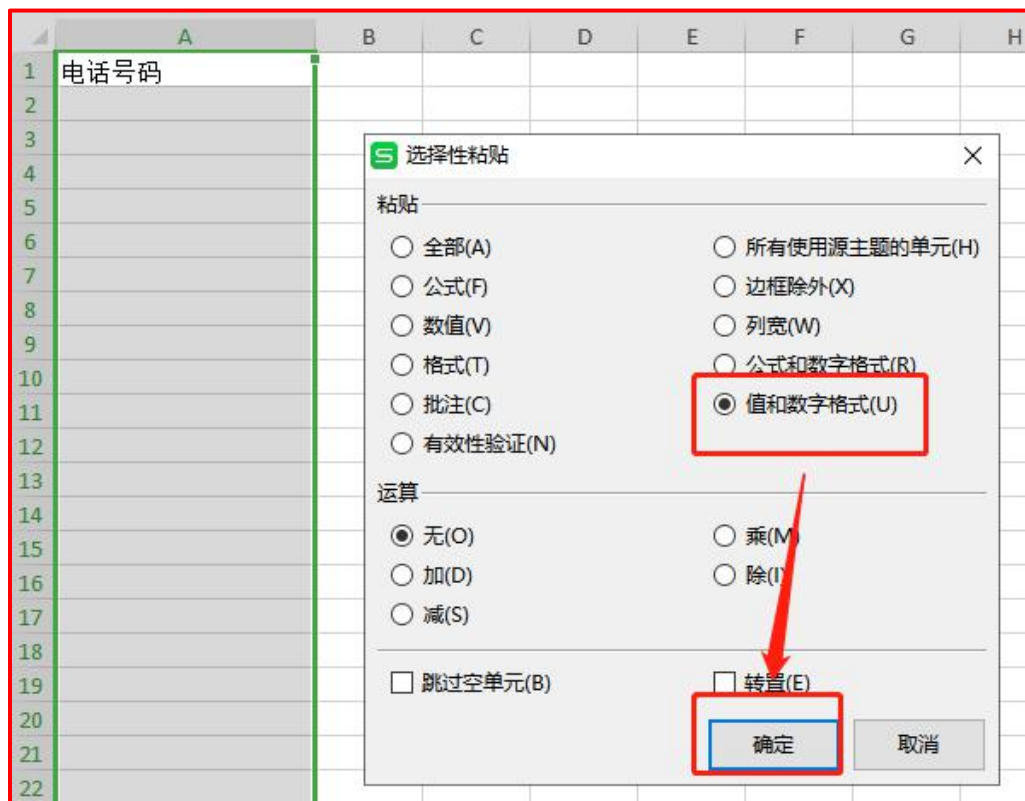 A B C D E F G H
1 电话号码
2
3
选择性粘贴
4
5 粘贴
6 全部(A) 所有使用源主题的单元(H)
7 公式(F) 边框除外(X)
8 数值(V) 列宽(W)
9
10 格式(T) 公式和数字格式(R)
11 批注(C) 值和数字格式(U)
12 有效性验证(N)
13 运算
14
15 无(O) 乘(M)
16 加(D) 除(I)
17 减(S)
18
19 跳过空单元(B) 转置(E)
20
21 确定 取消
22